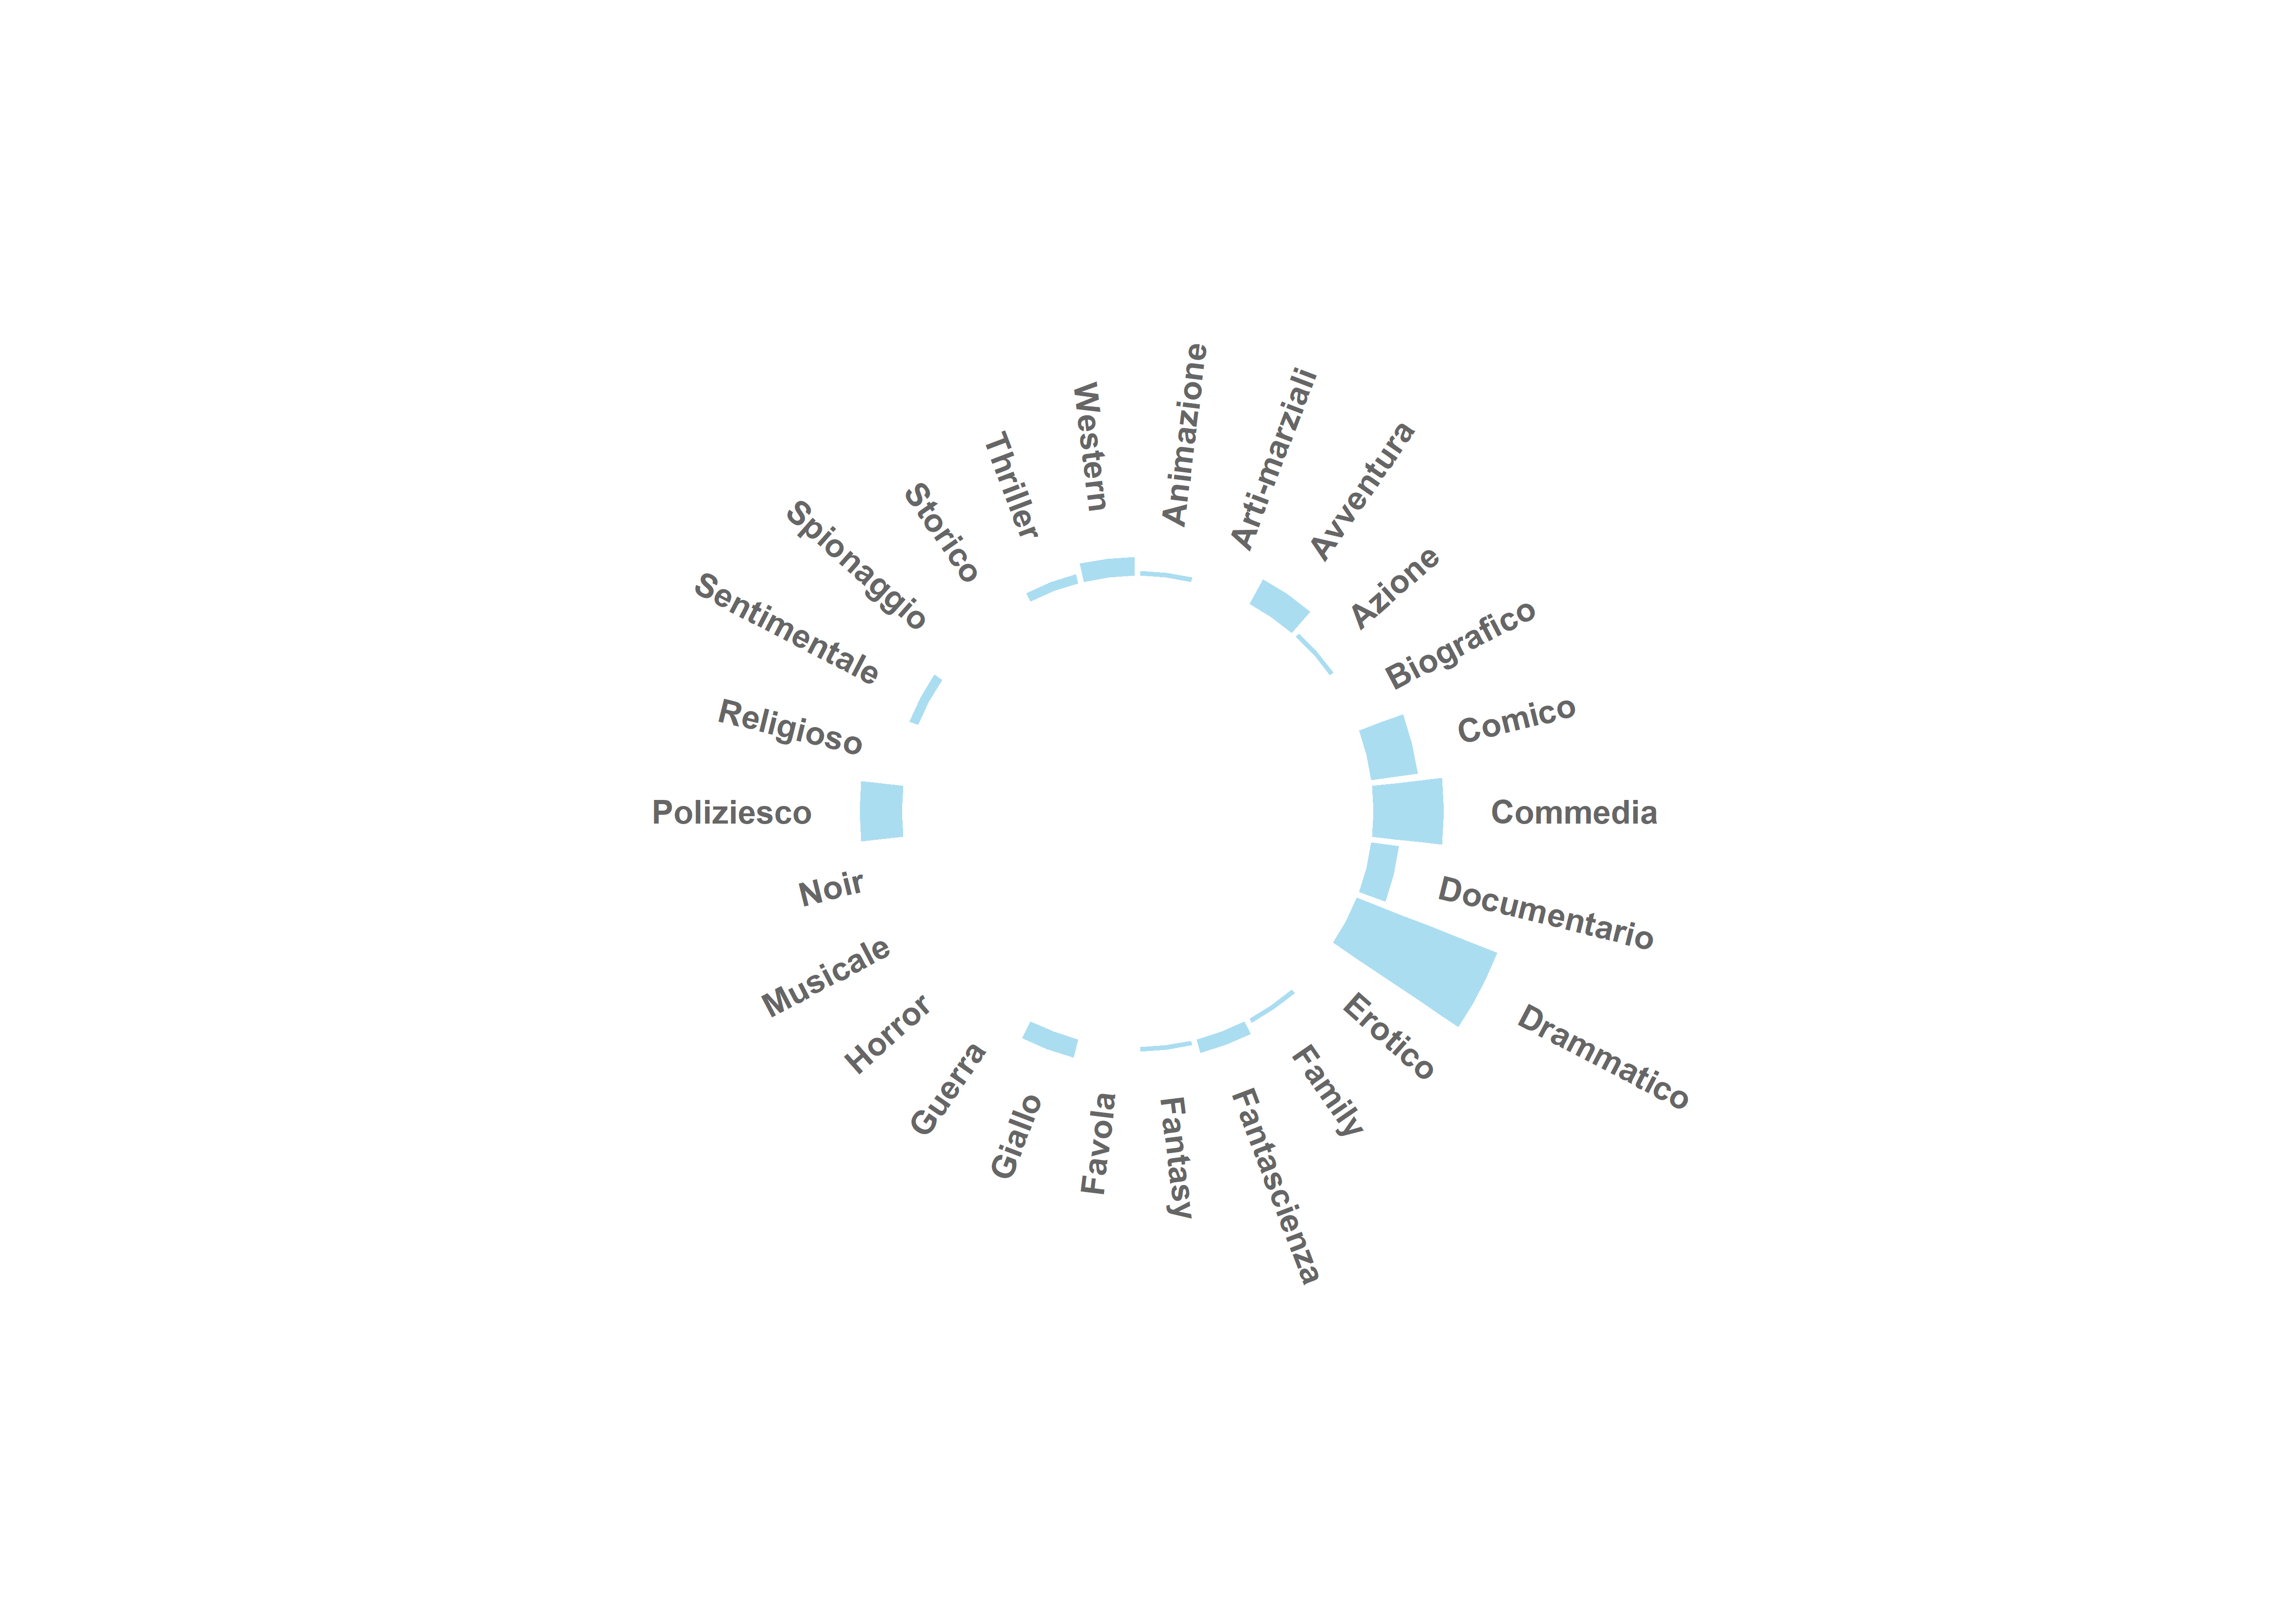 Animazione
Arti-marziali
Avventura
Azione
Biografico
Comico
Commedia
Documentario
Drammatico
Erotico
Family
Fantascienza
Fantasy
Favola
Giallo
Guerra
Horror
Musicale
Noir
Poliziesco
Religioso
Sentimentale
Spionaggio
Storico
Thriller
Western